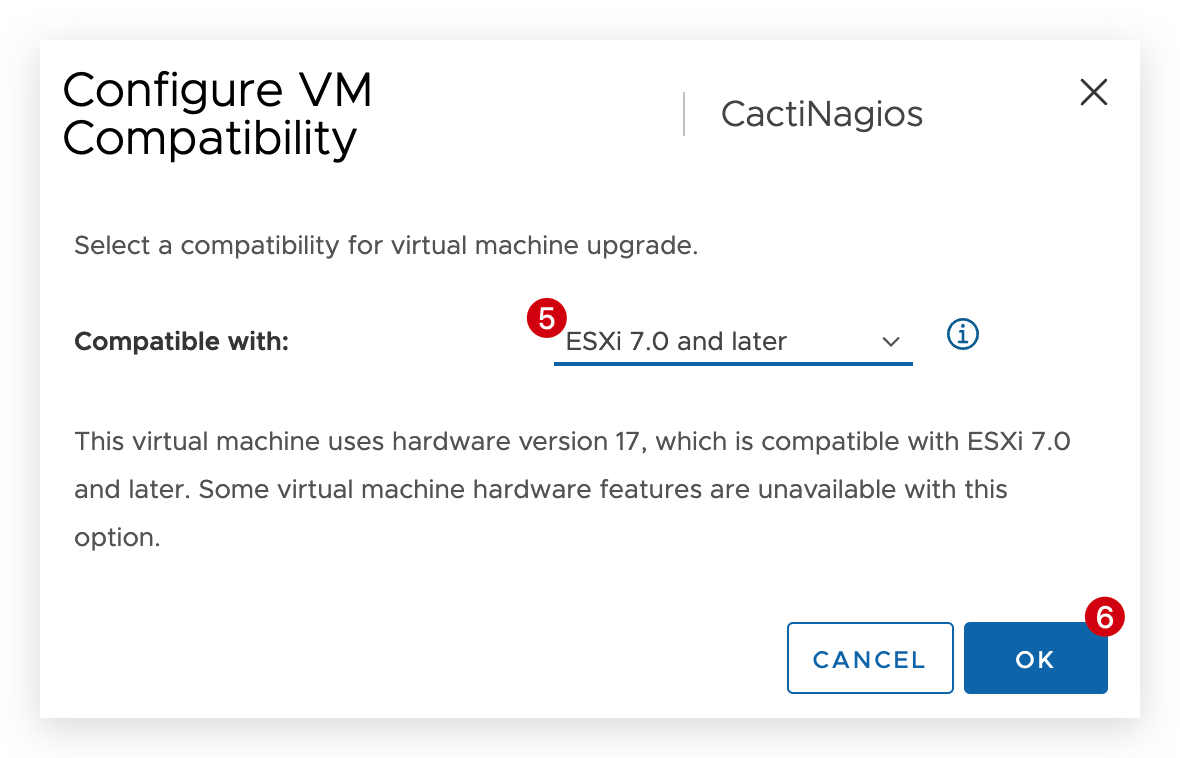 Configure VM
Compatibility
CactiNagios
Select a compatibility for virtual machine upgrade.
5
Compatible with:
ESXi 7.0 and later
This virtual machine uses hardware version 17, which is compatible with ESXi 7.0
and later. Some virtual machine hardware features are unavailable with this
option.
6
CANCEL
OK